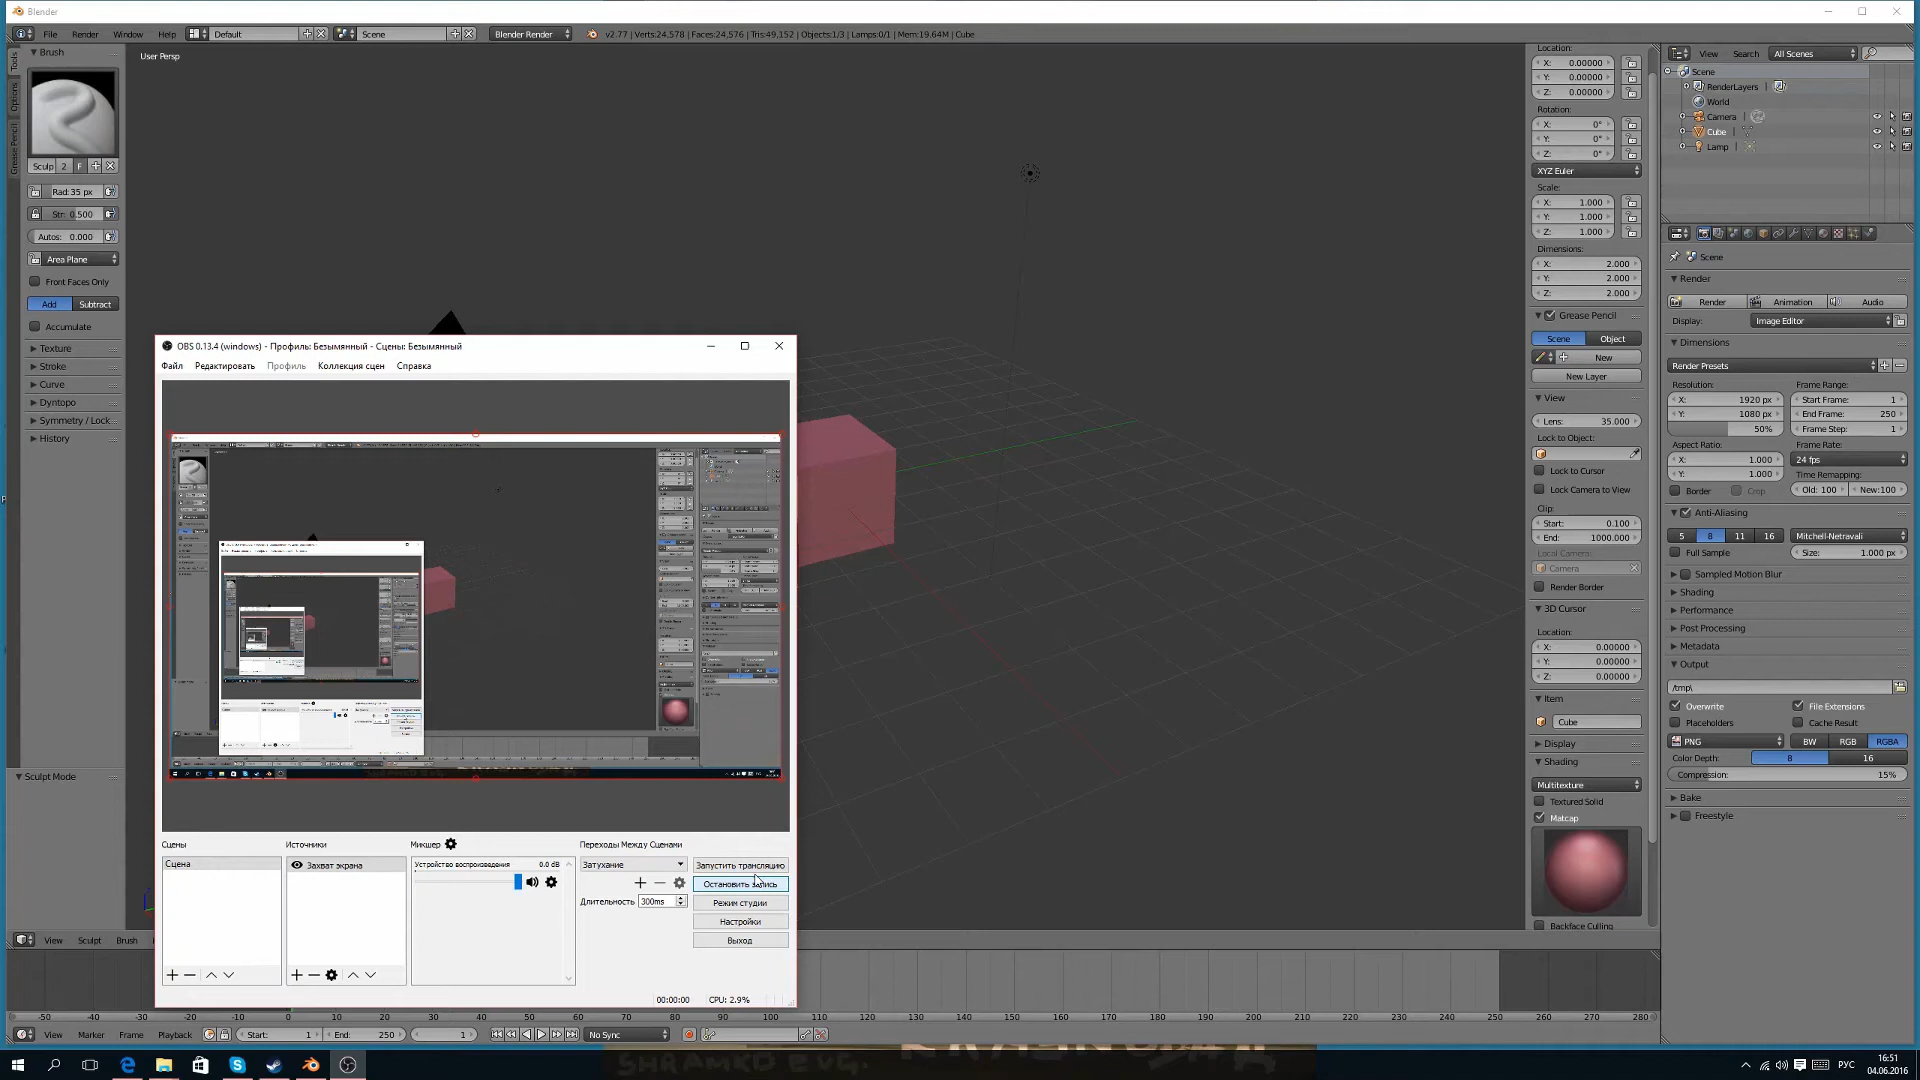 Blender
File Render Window Help Default Scene Blender Render v2.77 | Verts:24,578 | Faces:24,576 | Tris:49,152 | Objects:1/3 | Lamps:0/1 | Mem:19.64M | Cube
Tools
Options
Grease Pencil
Brush
Sculp 2 F
Rad: 35 px
Str: 0.500
Autos: 0.000
Area Plane
Front Faces Only
Add Subtract
Accumulate
Texture
Stroke
Curve
Dyntopo
Symmetry / Lock
History
Sculpt Mode
User Persp
OBS 0.13.4 (windows) - Профиль: Безымянный - Сцены: Безымянный
Файл Редактировать Профиль Коллекция сцен Справка
Сцены
Сцена
Источники
Захват экрана
Микшер
Устройство воспроизведения 0.0 dB
Переходы Между Сценами
Затухание
Длительность 300ms
Запустить трансляцию
Остановить запись
Режим студии
Настройки
Выход
00:00:00 CPU: 2.9%
Location:
X: 0.00000
Y: 0.00000
Z: 0.00000
Rotation:
X: 0°
Y: 0°
Z: 0°
XYZ Euler
Scale:
X: 1.000
Y: 1.000
Z: 1.000
Dimensions:
X: 2.000
Y: 2.000
Z: 2.000
Grease Pencil
Scene Object
New
New Layer
View
Lens: 35.000
Lock to Object:
Lock to Cursor
Lock Camera to View
Clip:
Start: 0.100
End: 1000.000
Local Camera:
Camera
Render Border
3D Cursor
Location:
X: 0.00000
Y: 0.00000
Z: 0.00000
Item
Cube
Display
Shading
Multitexture
Textured Solid
Matcap
Backface Culling
View Search All Scenes
Scene
RenderLayers
World
Camera
Cube
Lamp
Scene
Render
Render Animation Audio
Display: Image Editor
Dimensions
Render Presets
Resolution: Frame Range:
X: 1920 px Start Frame: 1
Y: 1080 px End Frame: 250
50% Frame Step: 1
Aspect Ratio: Frame Rate:
X: 1.000 24 fps
Y: 1.000 Time Remapping:
Border Crop Old: 100 New:100
Anti-Aliasing
5 8 11 16 Mitchell-Netravali
Full Sample Size: 1.000 px
Sampled Motion Blur
Shading
Performance
Post Processing
Metadata
Output
/tmp\
Overwrite File Extensions
Placeholders Cache Result
PNG BW RGB RGBA
Color Depth: 8 16
Compression: 15%
Bake
Freestyle
View Sculpt Brush
-50 -40 -30 -20 -10 0 10 20 30 40 50 60 70 80 90 100 110 120 130 140 150 160 170 180 190 200 210 220 230 240 250 260 270 280
View Marker Frame Playback Start: 1 End: 250 1 No Sync
SHRAMKO EVG.
РУС
16:51
04.06.2016